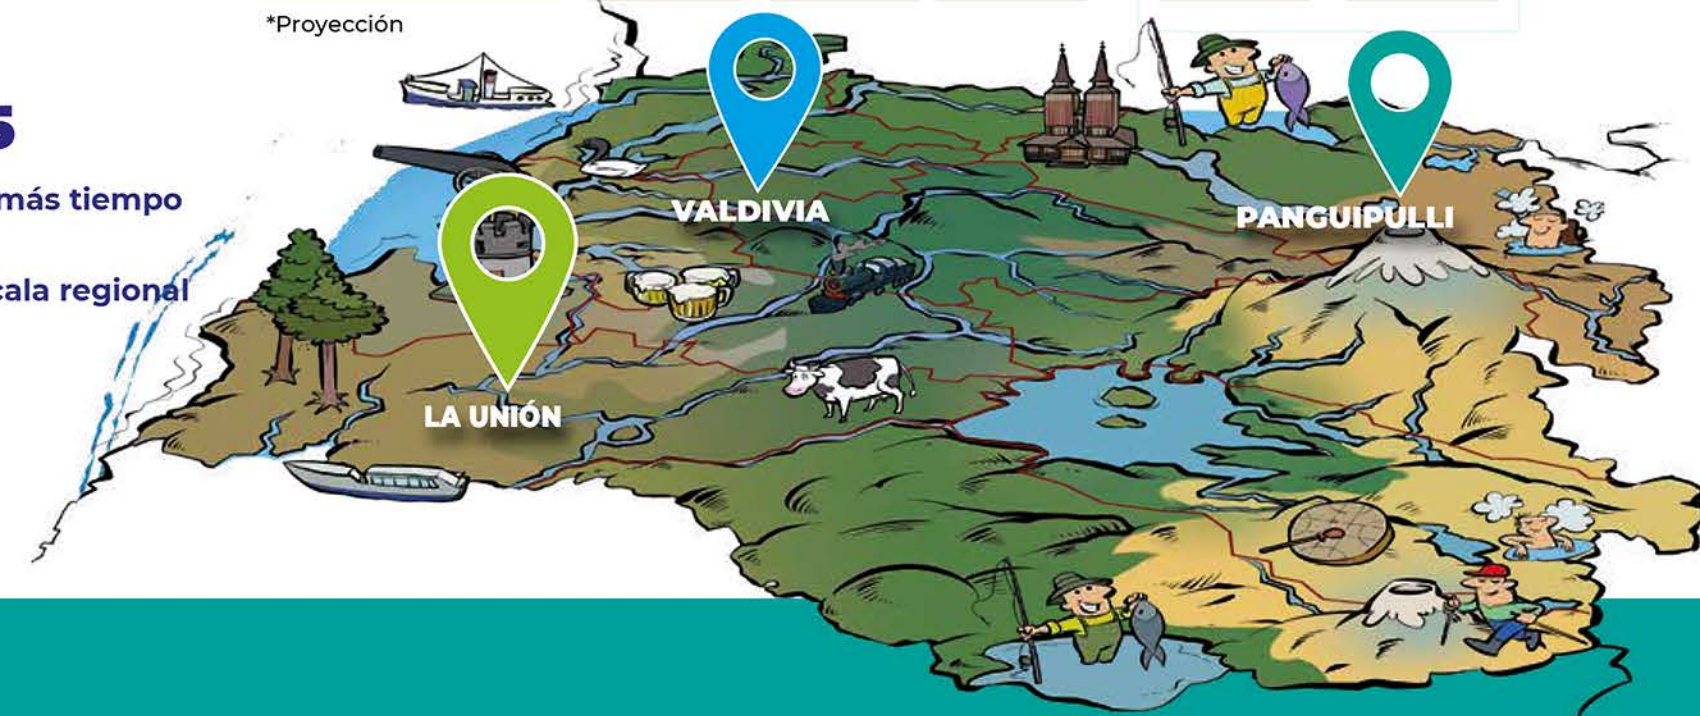 *Proyección
más tiempo
cala regional
VALDIVIA
PANGUIPULLI
LA UNIÓN